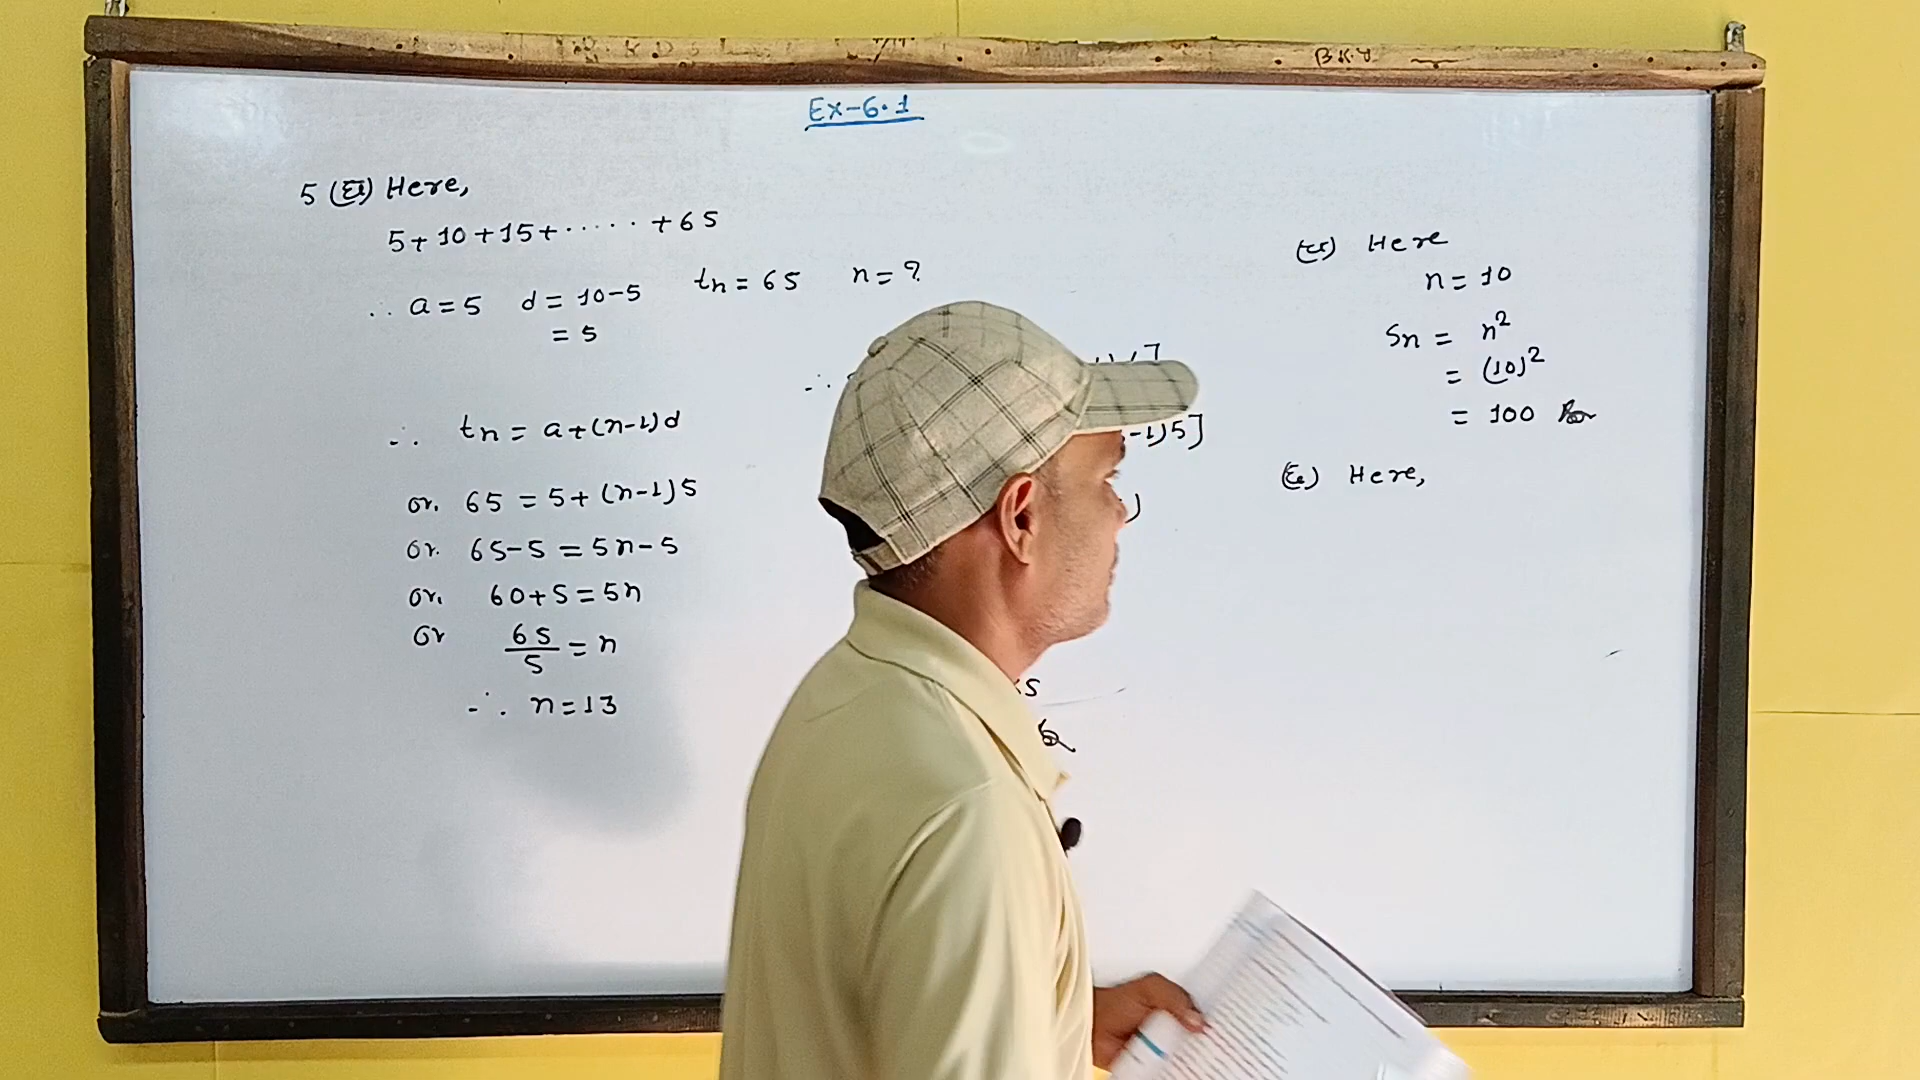 Ex-6.1
5 (घ) Here,
5+10+15+.....+65
∴ a=5 d=10-5 tn=65 n=?
=5
∴ tn=a+(n-1)d
or, 65=5+(n-1)5
or. 65-5=5n-5
or, 60+5=5n
or 65/5=n
∴ n=13
∴
-1)5]
)
Here
n=10
Sn=n²
=(10)²
=100
Here,